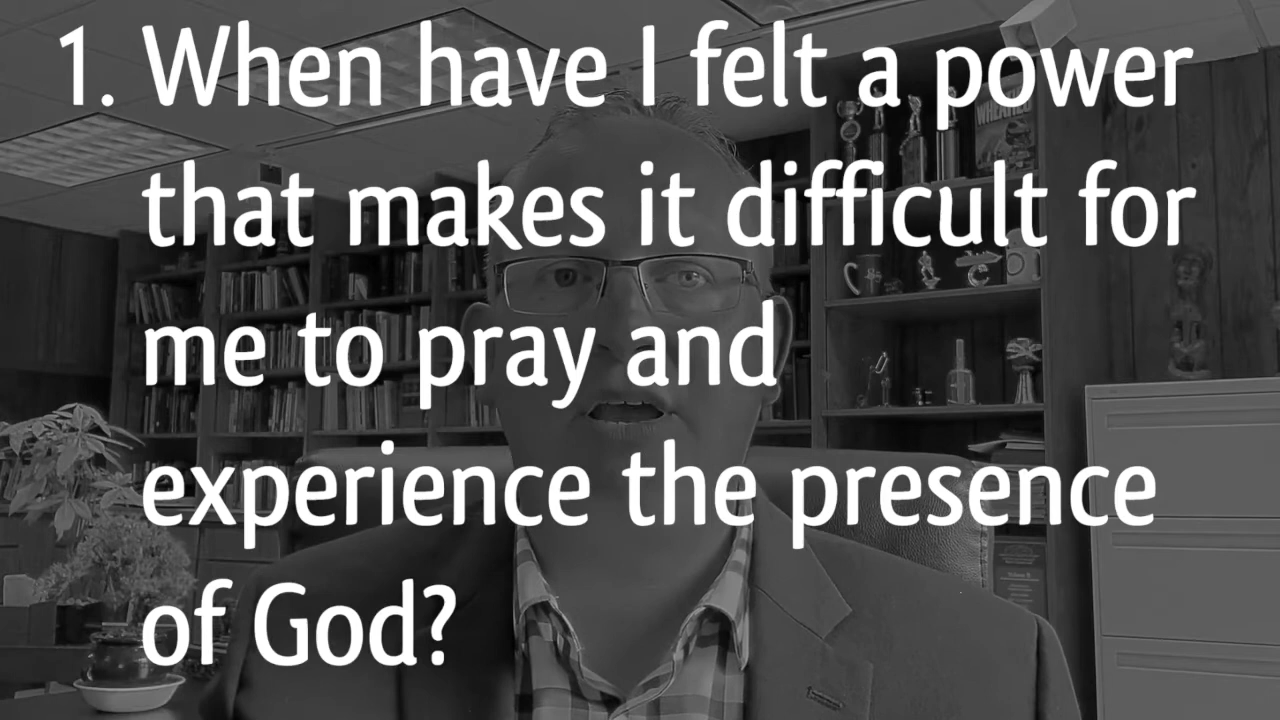 1. When have I felt a power
that makes it difficult for
me to pray and
experience the presence
of God?